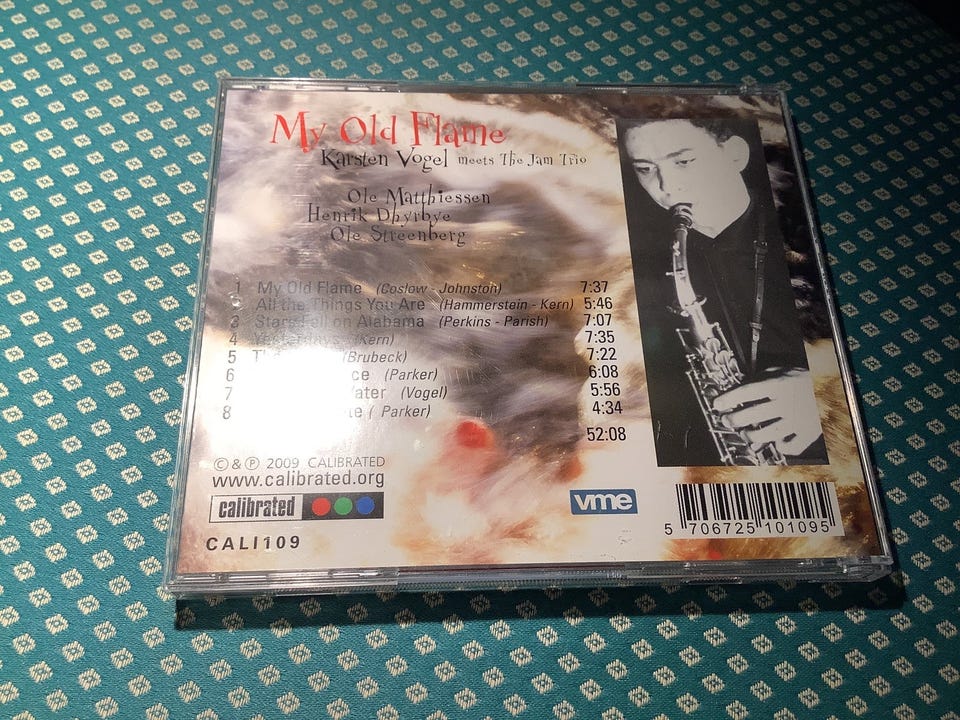 My Old Flame
Karsten Vogel meets The Jam Trio
Ole Matthiessen
Henrik Dhyrbye
Ole Streenberg
1 My Old Flame (Coslow - Johnston) 7:37
All the Things You Are (Hammerstein - Kern) 5:46
3 Stars Fell on Alabama (Perkins - Parish) 7:07
4 Yesterdays (Kern) 7:35
5 (Brubeck) 7:22
6 (Parker) 6:08
7 (Vogel) 5:56
8 ( Parker) 4:34
52:08
© & ℗ 2009 CALIBRATED
www.calibrated.org
calibrated
vme
CALI109
5 706725 101095